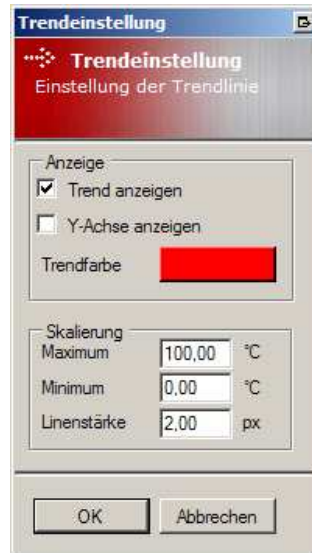 Trendeinstellung
Trendeinstellung
Einstellung der Trendlinie
Anzeige
Trend anzeigen
Y-Achse anzeigen
Trendfarbe
Skalierung
Maximum 100,00 °C
Minimum 0,00 °C
Linenstärke 2,00 px
OK Abbrechen